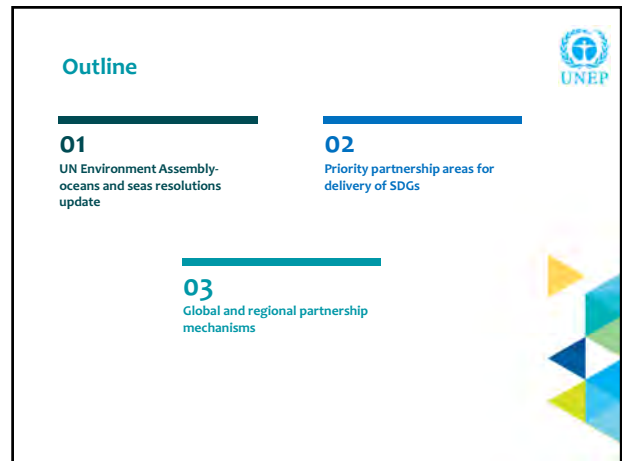 Outline
UNEP
01
UN Environment Assembly-
oceans and seas resolutions
update
02
Priority partnership areas for
delivery of SDGs
03
Global and regional partnership
mechanisms